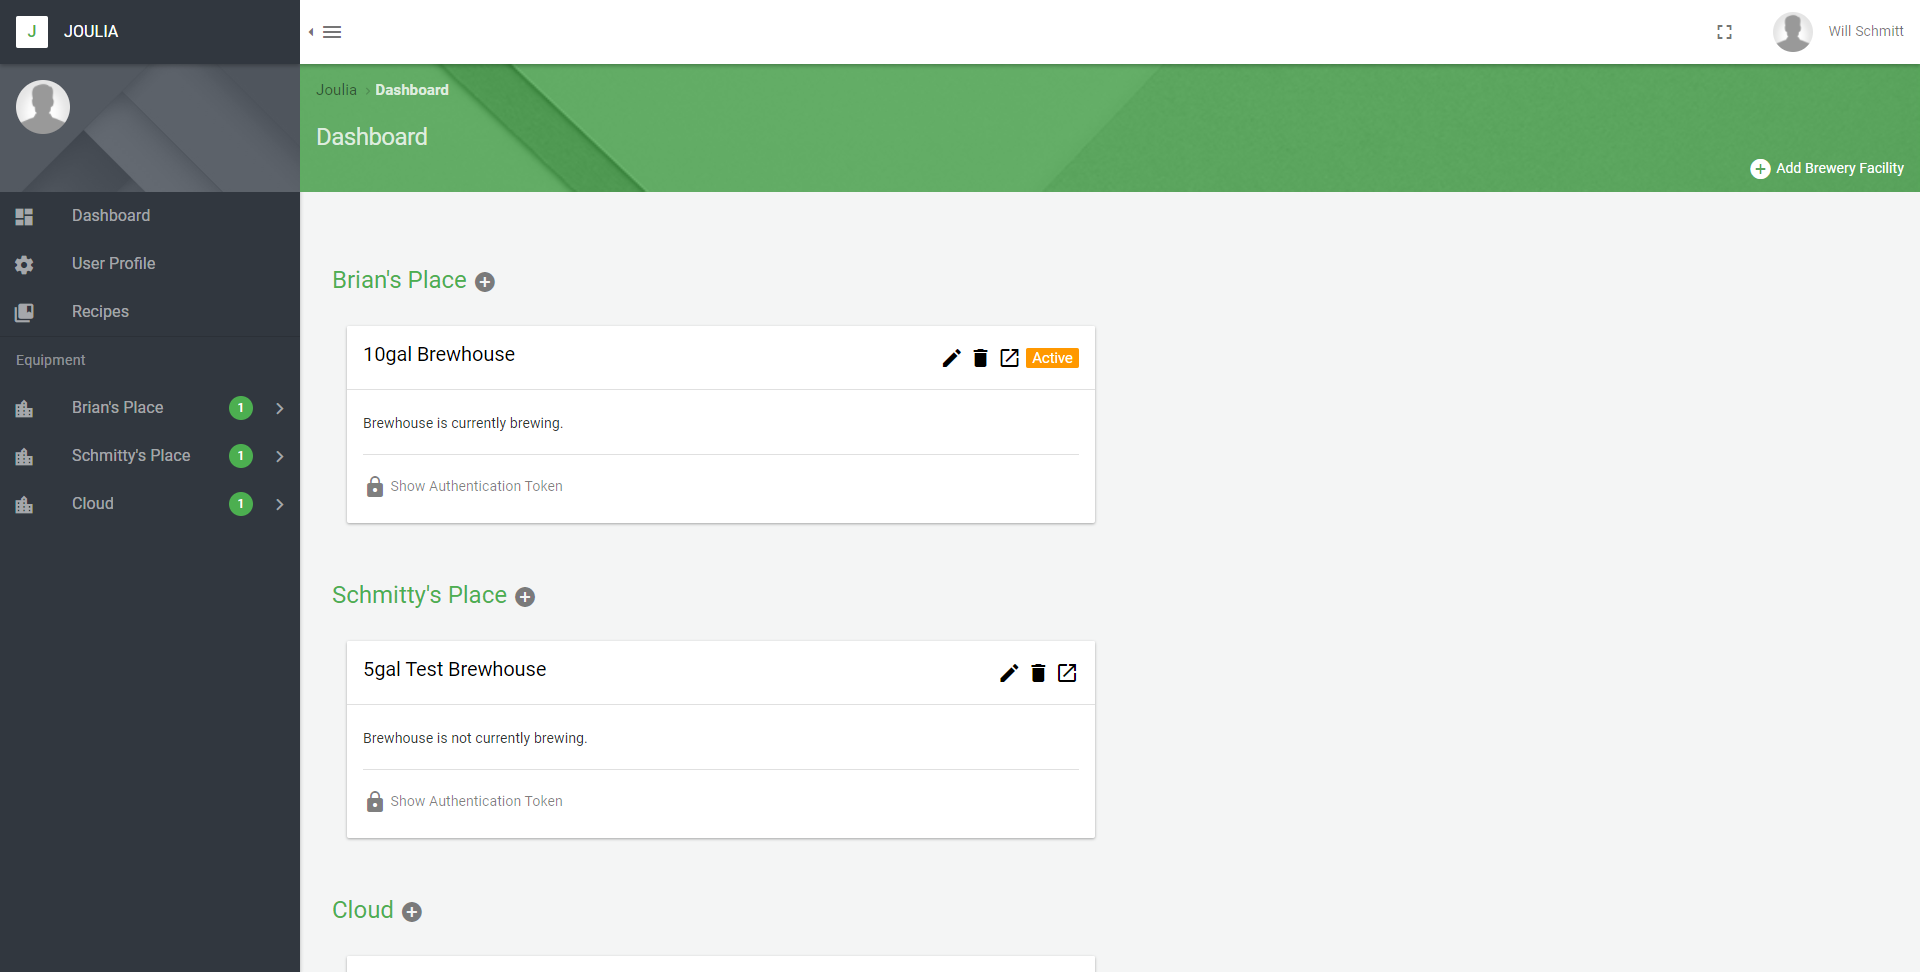 J JOULIA
Will Schmitt
Joulia Dashboard
Dashboard
Add Brewery Facility
Dashboard
User Profile
Recipes
Equipment
Brian's Place 1
Schmitty's Place 1
Cloud 1
Brian's Place
10gal Brewhouse Active
Brewhouse is currently brewing.
Show Authentication Token
Schmitty's Place
5gal Test Brewhouse
Brewhouse is not currently brewing.
Show Authentication Token
Cloud